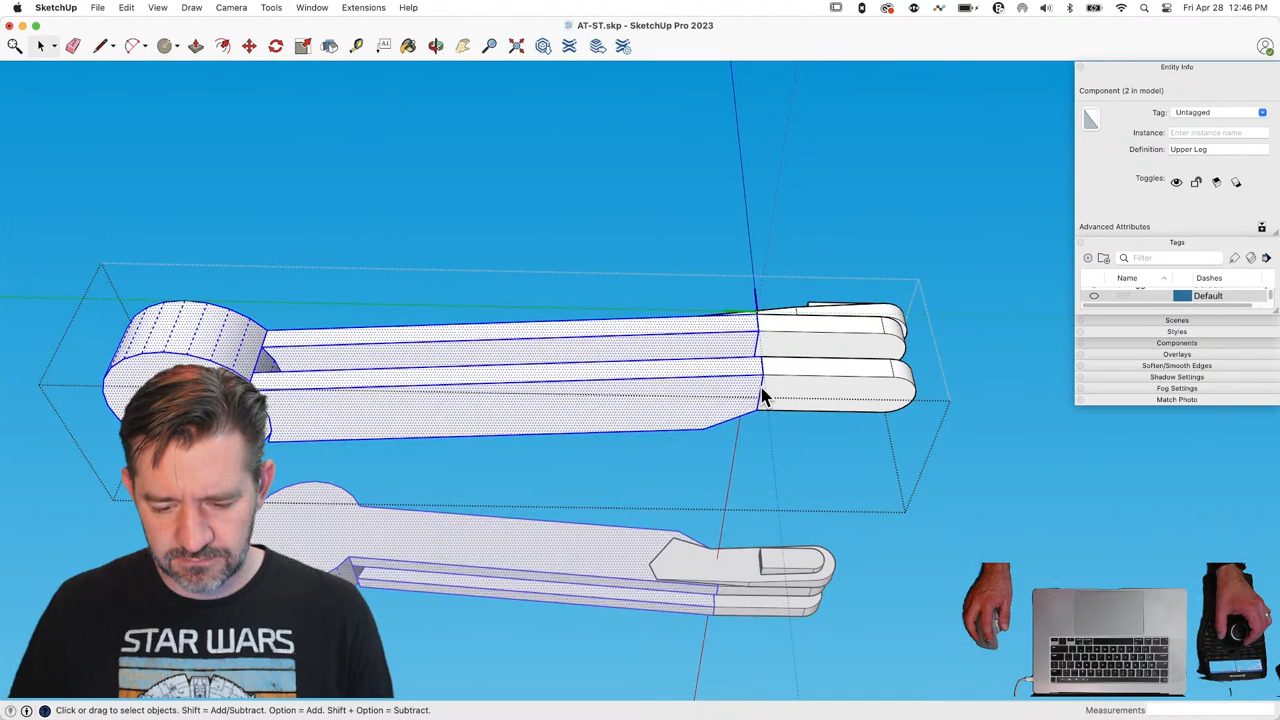 SketchUp File Edit View Draw Camera Tools Window Extensions Help
Fri Apr 28 12:46 PM
AT-ST.skp - SketchUp Pro 2023
Entity Info
Component (2 in model)
Tag: Untagged
Instance: Enter instance name
Definition: Upper Leg
Toggles:
Advanced Attributes
Tags
Filter
Name Dashes
OFF Default
Scenes
Styles
Components
Overlays
Soften/Smooth Edges
Shadow Settings
Fog Settings
Match Photo
STAR WARS
Click or drag to select objects. Shift = Add/Subtract. Option = Add. Shift + Option = Subtract.
Measurements